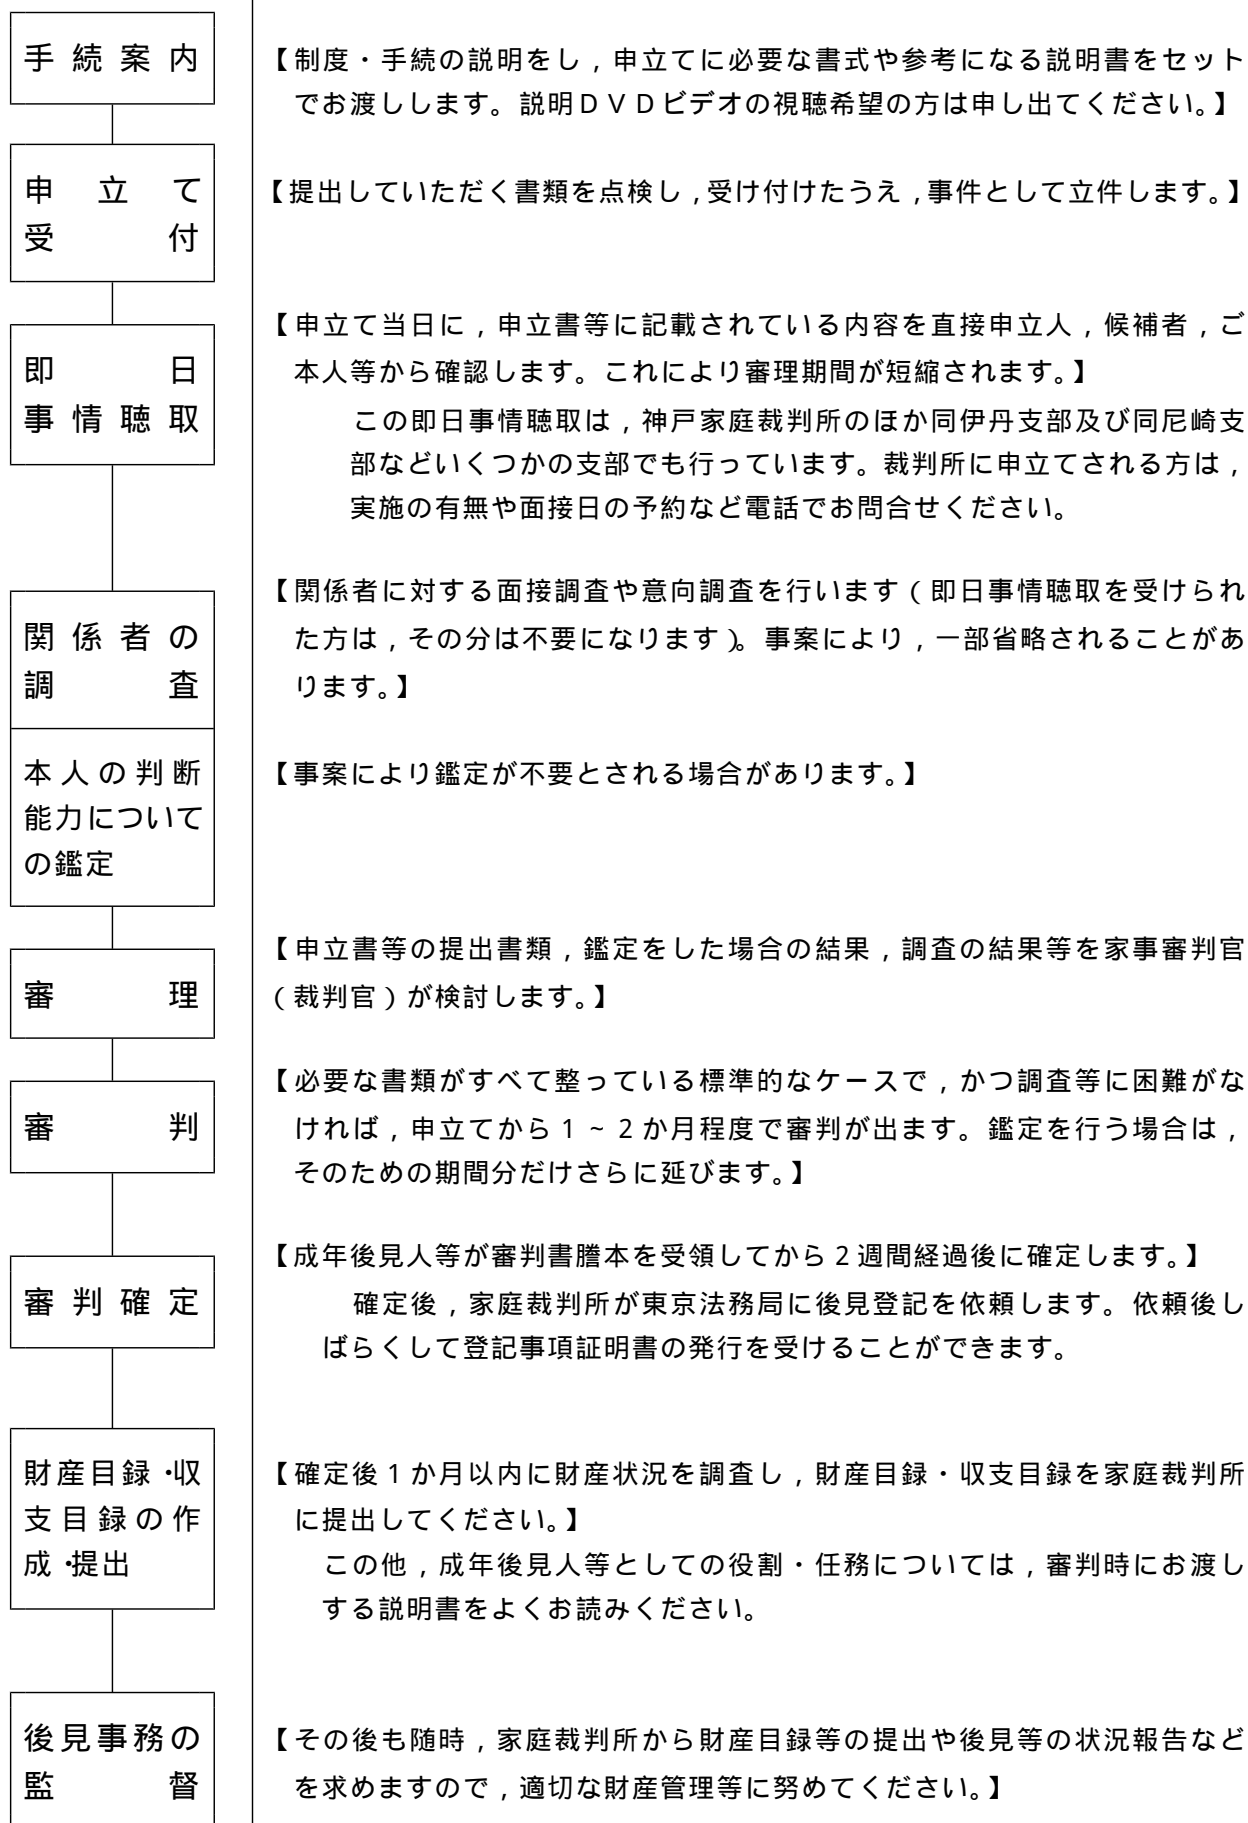 手続案内
【制度・手続の説明をし，申立てに必要な書式や参考になる説明書をセット
でお渡しします。説明ＤＶＤビデオの視聴希望の方は申し出てください。】
申立て
受付
【提出していただく書類を点検し，受け付けたうえ，事件として立件します。】
即日
事情聴取
【申立て当日に，申立書等に記載されている内容を直接申立人，候補者，ご
本人等から確認します。これにより審理期間が短縮されます。】
この即日事情聴取は，神戸家庭裁判所のほか同伊丹支部及び同尼崎支
部などいくつかの支部でも行っています。裁判所に申立てされる方は，
実施の有無や面接日の予約など電話でお問合せください。
関係者の
調査
【関係者に対する面接調査や意向調査を行います（即日事情聴取を受けられ
た方は，その分は不要になります）。事案により，一部省略されることがあ
ります。】
本人の判断
能力について
の鑑定
【事案により鑑定が不要とされる場合があります。】
審理
【申立書等の提出書類，鑑定をした場合の結果，調査の結果等を家事審判官
（裁判官）が検討します。】
審判
【必要な書類がすべて整っている標準的なケースで，かつ調査等に困難がな
ければ，申立てから１～２か月程度で審判が出ます。鑑定を行う場合は，
そのための期間分だけさらに延びます。】
審判確定
【成年後見人等が審判書謄本を受領してから２週間経過後に確定します。】
確定後，家庭裁判所が東京法務局に後見登記を依頼します。依頼後し
ばらくして登記事項証明書の発行を受けることができます。
財産目録・収
支目録の作
成・提出
【確定後１か月以内に財産状況を調査し，財産目録・収支目録を家庭裁判所
に提出してください。】
この他，成年後見人等としての役割・任務については，審判時にお渡し
する説明書をよくお読みください。
後見事務の
監督
【その後も随時，家庭裁判所から財産目録等の提出や後見等の状況報告など
を求めますので，適切な財産管理等に努めてください。】